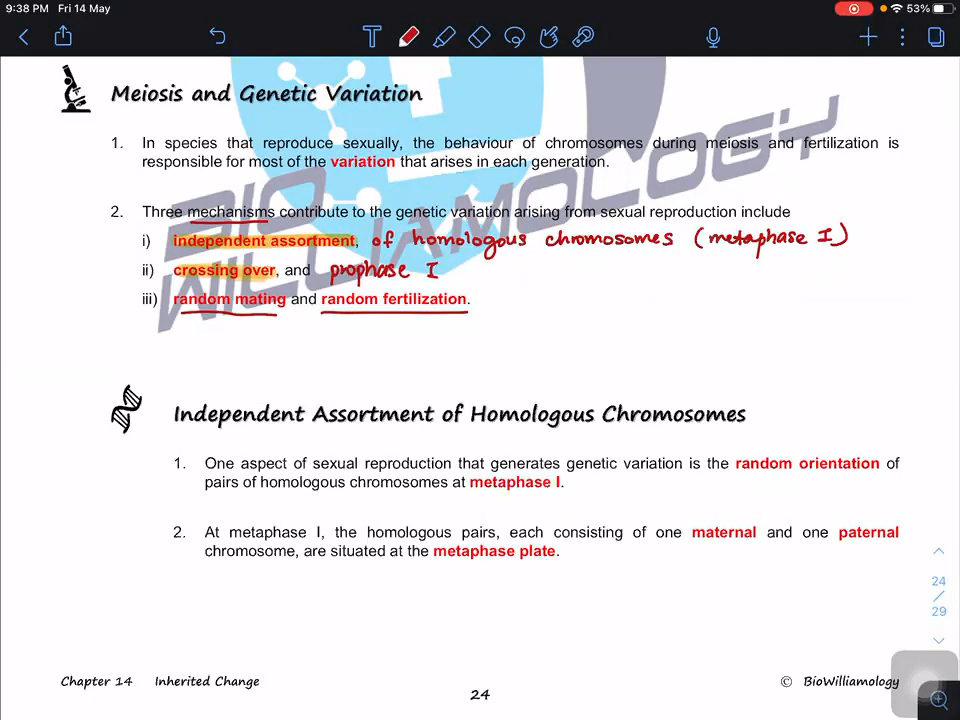 9:38 PM Fri 14 May
53%
Meiosis and Genetic Variation
1. In species that reproduce sexually, the behaviour of chromosomes during meiosis and fertilization is
responsible for most of the variation that arises in each generation.
2. Three mechanisms contribute to the genetic variation arising from sexual reproduction include
i) independent assortment, of homologous chromosomes (metaphase I)
ii) crossing over, and prophase I
iii) random mating and random fertilization.
BIO
WILLIAMOLOGY
Independent Assortment of Homologous Chromosomes
1. One aspect of sexual reproduction that generates genetic variation is the random orientation of
pairs of homologous chromosomes at metaphase I.
2. At metaphase I, the homologous pairs, each consisting of one maternal and one paternal
chromosome, are situated at the metaphase plate.
24
/
29
Chapter 14 Inherited Change
24
© BioWilliamology